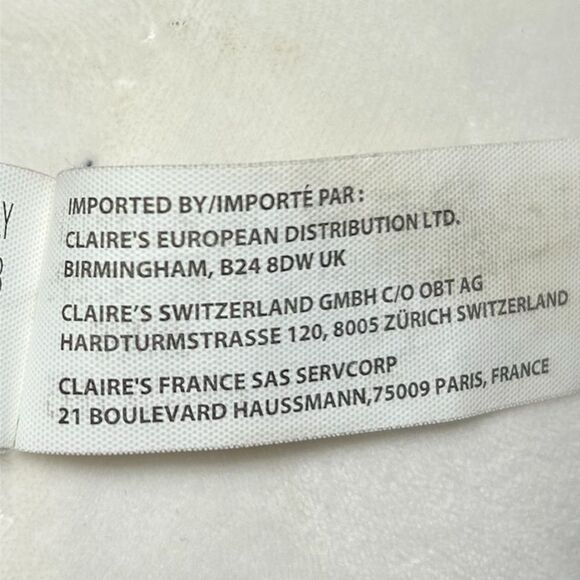 IMPORTED BY/IMPORTÉ PAR :
CLAIRE'S EUROPEAN DISTRIBUTION LTD.
BIRMINGHAM, B24 8DW UK
CLAIRE'S SWITZERLAND GMBH C/O OBT AG
HARDTURMSTRASSE 120, 8005 ZÜRICH SWITZERLAND
CLAIRE'S FRANCE SAS SERVCORP
21 BOULEVARD HAUSSMANN,75009 PARIS, FRANCE